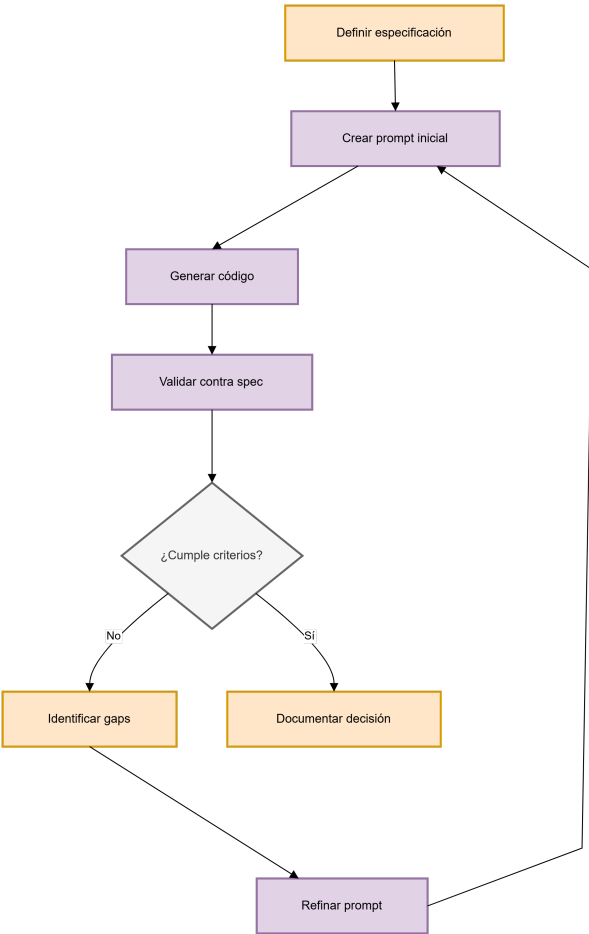 Definir especificación
Crear prompt inicial
Generar código
Validar contra spec
¿Cumple criterios?
No
Sí
Identificar gaps
Documentar decisión
Refinar prompt